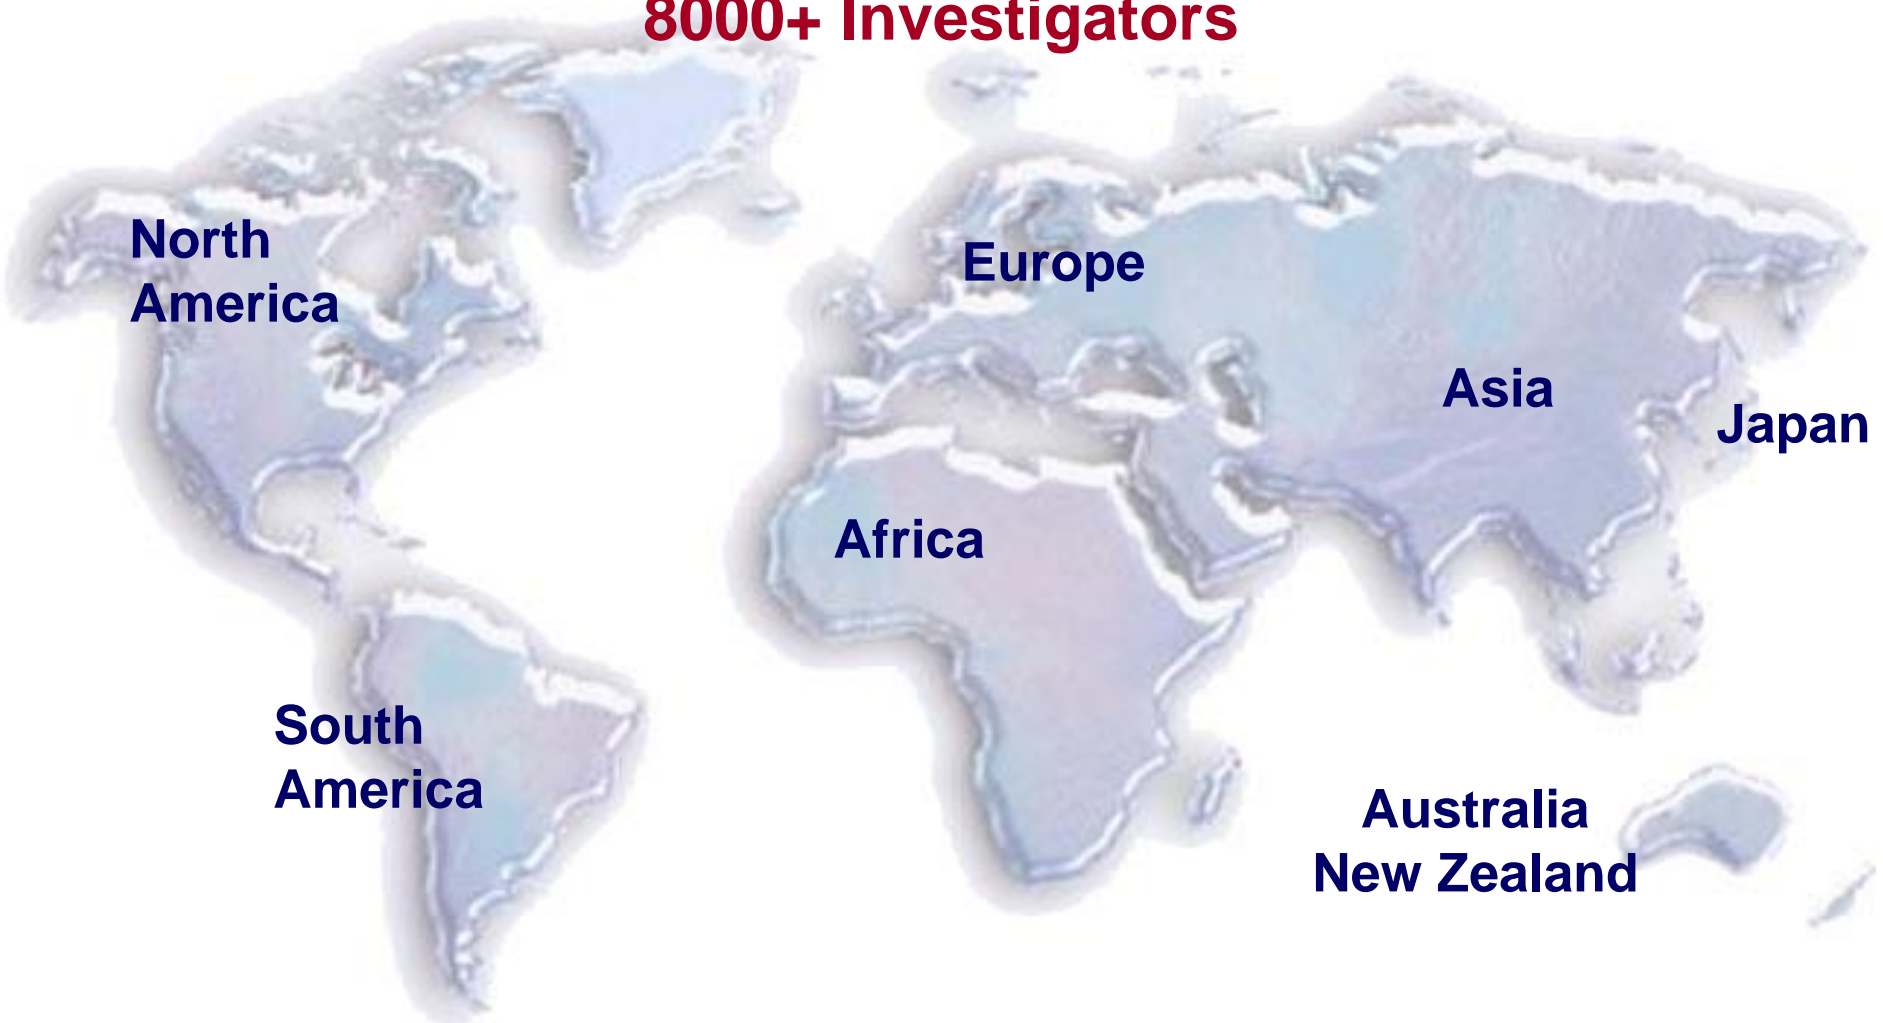 8000+ Investigators
North
America
Europe
Asia
Japan
Africa
South
America
Australia
New Zealand